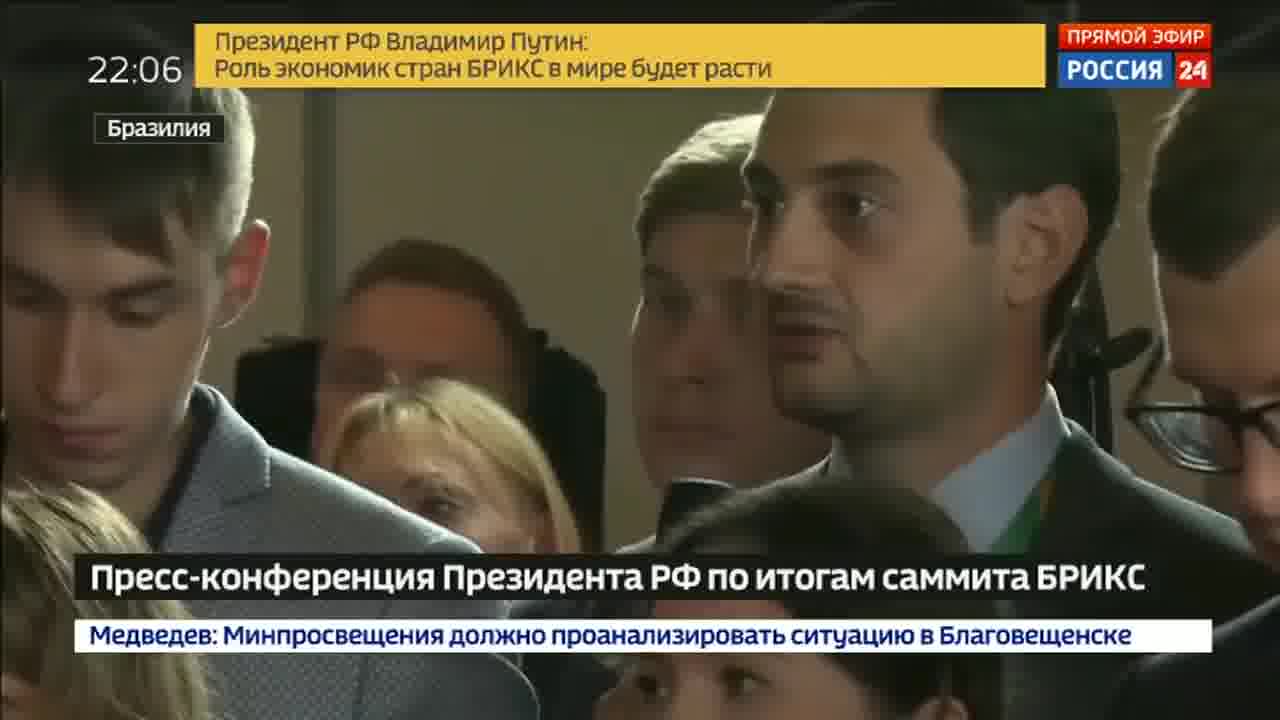 22:06
Президент РФ Владимир Путин:
Роль экономик стран БРИКС в мире будет расти
ПРЯМОЙ ЭФИР
РОССИЯ 24
Бразилия
Пресс-конференция Президента РФ по итогам саммита БРИКС
Медведев: Минпросвещения должно проанализировать ситуацию в Благовещенске